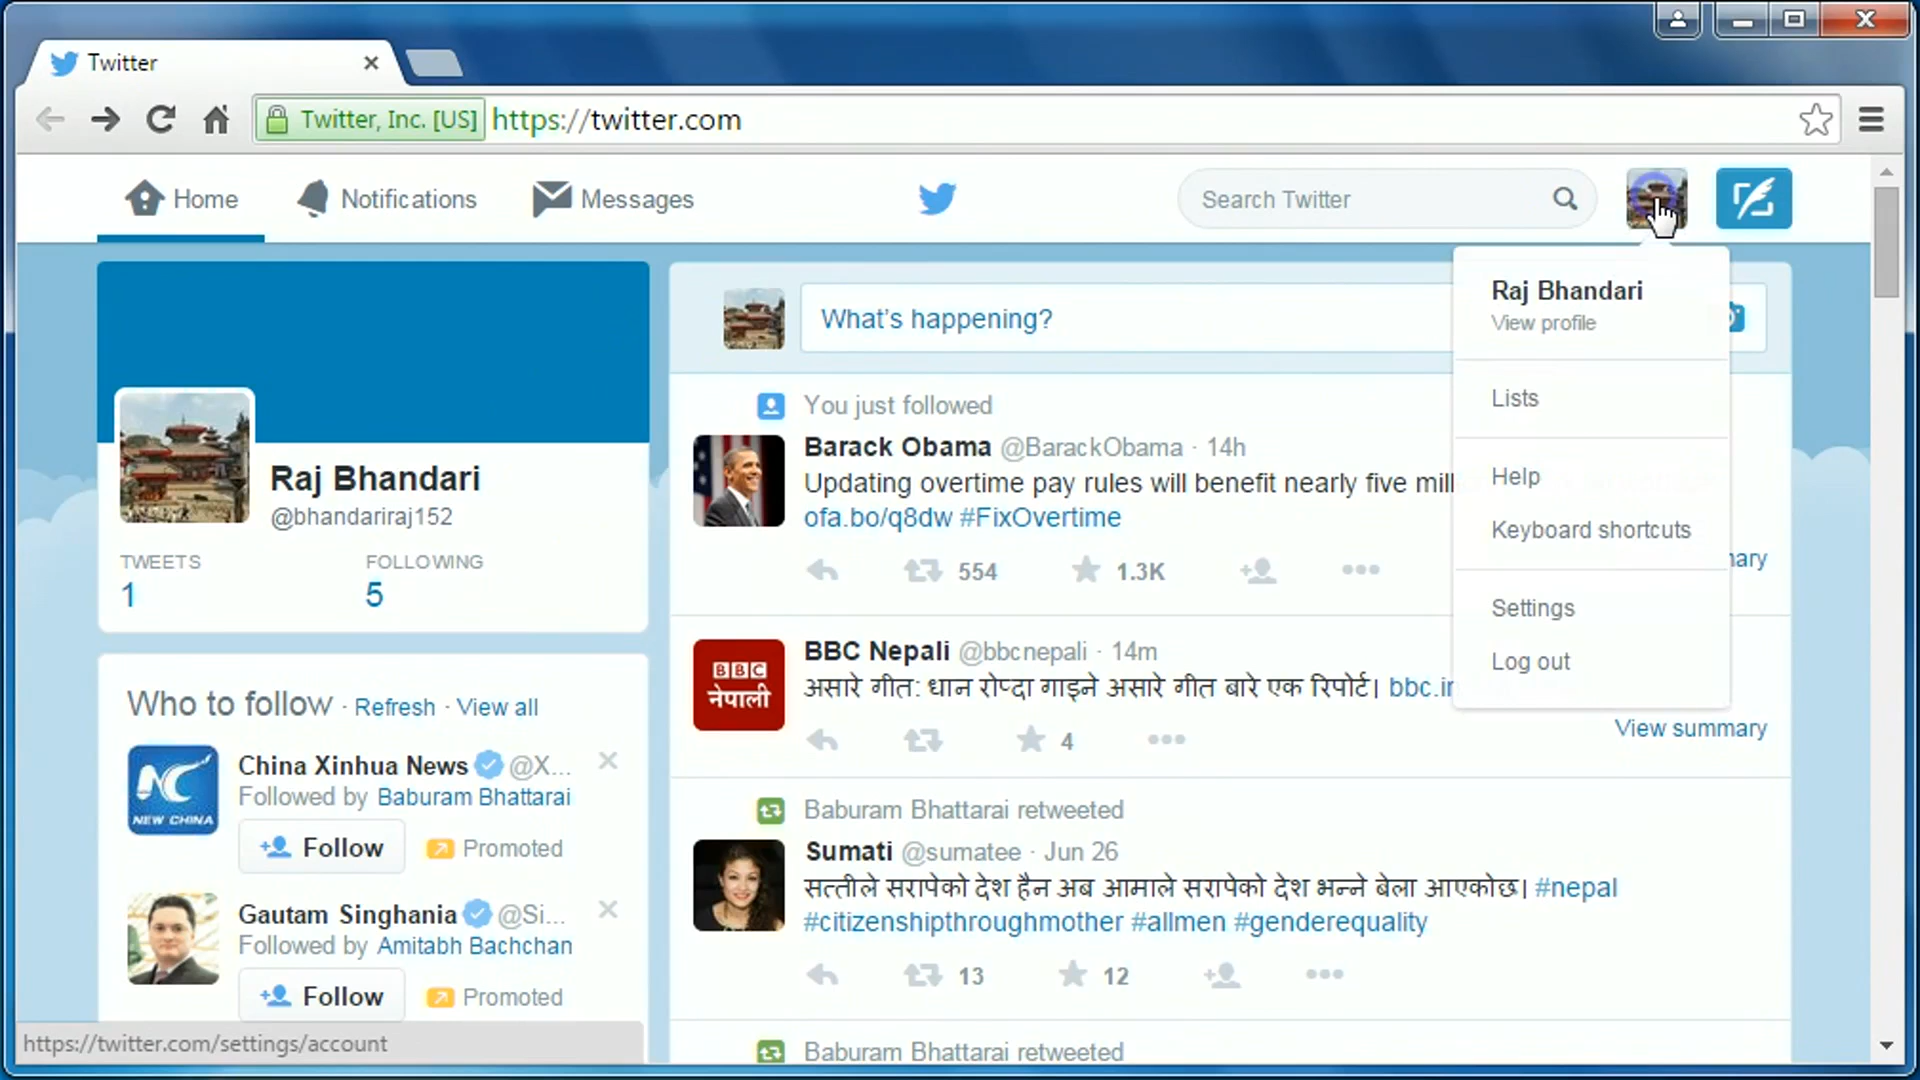 Twitter
Twitter, Inc. [US] https://twitter.com
Home Notifications Messages Search Twitter
Raj Bhandari
@bhandariraj152
TWEETS FOLLOWING
1 5
Who to follow · Refresh · View all
China Xinhua News @X...
Followed by Baburam Bhattarai
NEW CHINA
Follow Promoted
Gautam Singhania @Si...
Followed by Amitabh Bachchan
Follow Promoted
https://twitter.com/settings/account
What's happening?
You just followed
Barack Obama @BarackObama · 14h
Updating overtime pay rules will benefit nearly five mill
ofa.bo/q8dw #FixOvertime
554 1.3K
BBC Nepali @bbcnepali · 14m
BBC
नेपाली
असारे गीत: धान रोप्दा गाइने असारे गीत बारे एक रिपोर्ट। bbc.in
4
View summary
Baburam Bhattarai retweeted
Sumati @sumatee · Jun 26
सत्तीले सरापेको देश हैन अब आमाले सरापेको देश भन्ने बेला आएकोछ। #nepal
#citizenshipthroughmother #allmen #genderequality
13 12
Baburam Bhattarai retweeted
Raj Bhandari
View profile
Lists
Help
Keyboard shortcuts
Settings
Log out